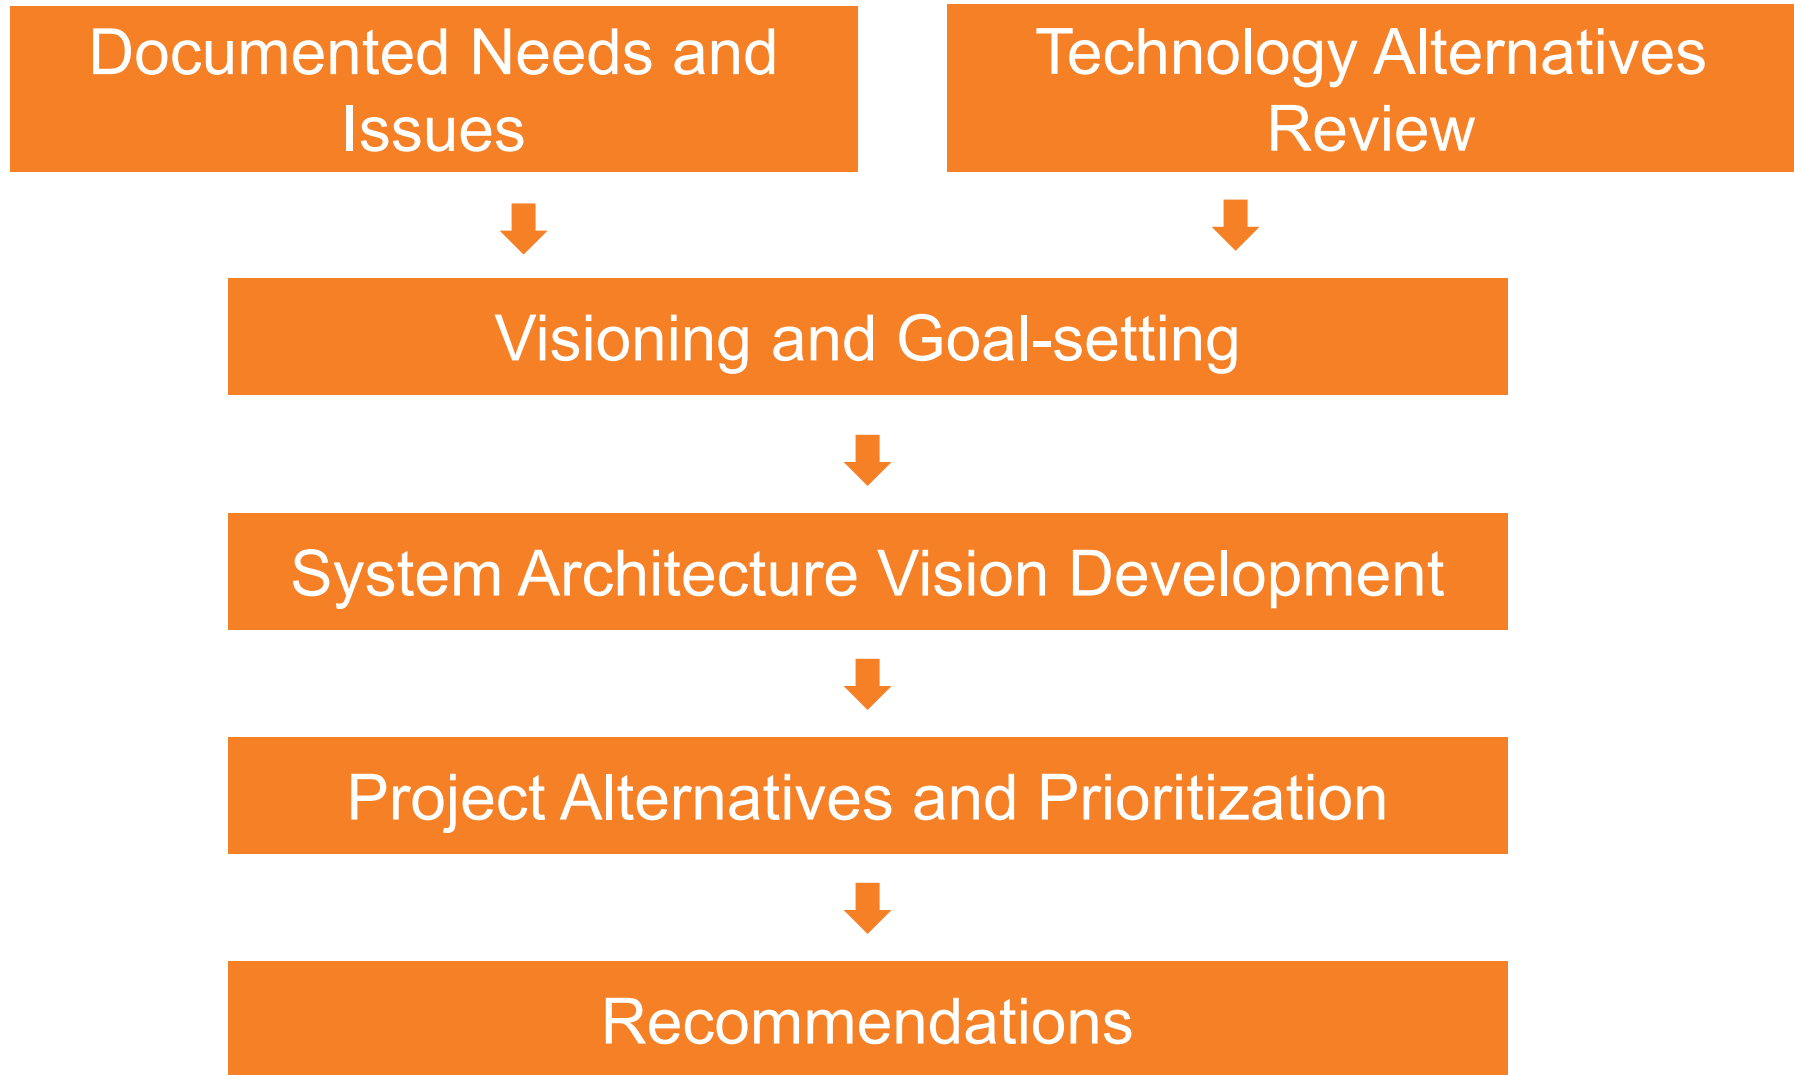 Documented Needs and
Issues
Technology Alternatives
Review
Visioning and Goal-setting
System Architecture Vision Development
Project Alternatives and Prioritization
Recommendations